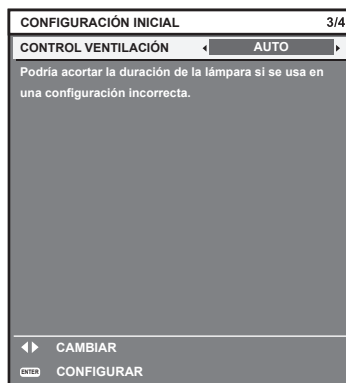 CONFIGURACIÓN INICIAL 3/4
CONTROL VENTILACIÓN AUTO
Podría acortar la duración de la lámpara si se usa en
una configuración incorrecta.
CAMBIAR
ENTER CONFIGURAR